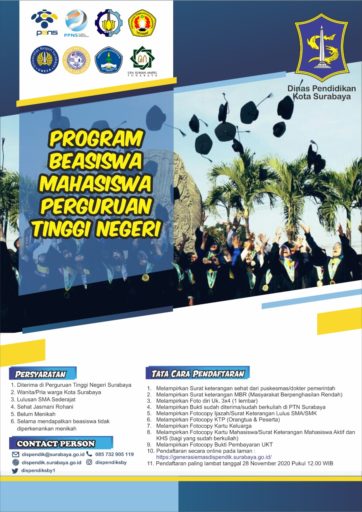 pens
PPNS
UIN SUNAN AMPEL
SURABAYA
Dinas Pendidikan
Kota Surabaya
PROGRAM
BEASISWA
MAHASISWA
PERGURUAN
TINGGI NEGERI
PERSYARATAN
1. Diterima di Perguruan Tinggi Negeri Surabaya
2. Wanita/Pria warga Kota Surabaya
3. Lulusan SMA Sederajat
4. Sehat Jasmani Rohani
5. Belum Menikah
6. Selama mendapatkan beasiswa tidak
diperkenankan menikah
CONTACT PERSON
dispendik@surabaya.go.id
085 732 905 119
dispendik.surabaya.go.id
dispendiksby
dispendiksby1
TATA CARA PENDAFTARAN
1. Melampirkan Surat keterangan sehat dari puskesmas/dokter pemerintah
2. Melampirkan Surat keterangan MBR (Masyarakat Berpenghasilan Rendah)
3. Melampirkan Foto diri Uk. 3x4 (1 lembar)
4. Melampirkan Bukti sudah diterima/sudah berkuliah di PTN Surabaya
5. Melampirkan Fotocopy Ijazah/Surat Keterangan Lulus SMA/SMK
6. Melampirkan Fotocopy KTP (Orangtua & Peserta)
7. Melampirkan Fotocopy Kartu Keluarga
8. Melampirkan Fotocopy Kartu Mahasiswa/Surat Keterangan Mahasiswa Aktif dan
KHS (bagi yang sudah berkuliah)
9. Melampirkan Fotocopy Bukti Pembayaran UKT
10. Pendaftaran secara online pada laman :
https://generasiemasdispendik.surabaya.go.id/
11. Pendaftaran paling lambat tanggal 28 November 2020 Pukul 12.00 WIB